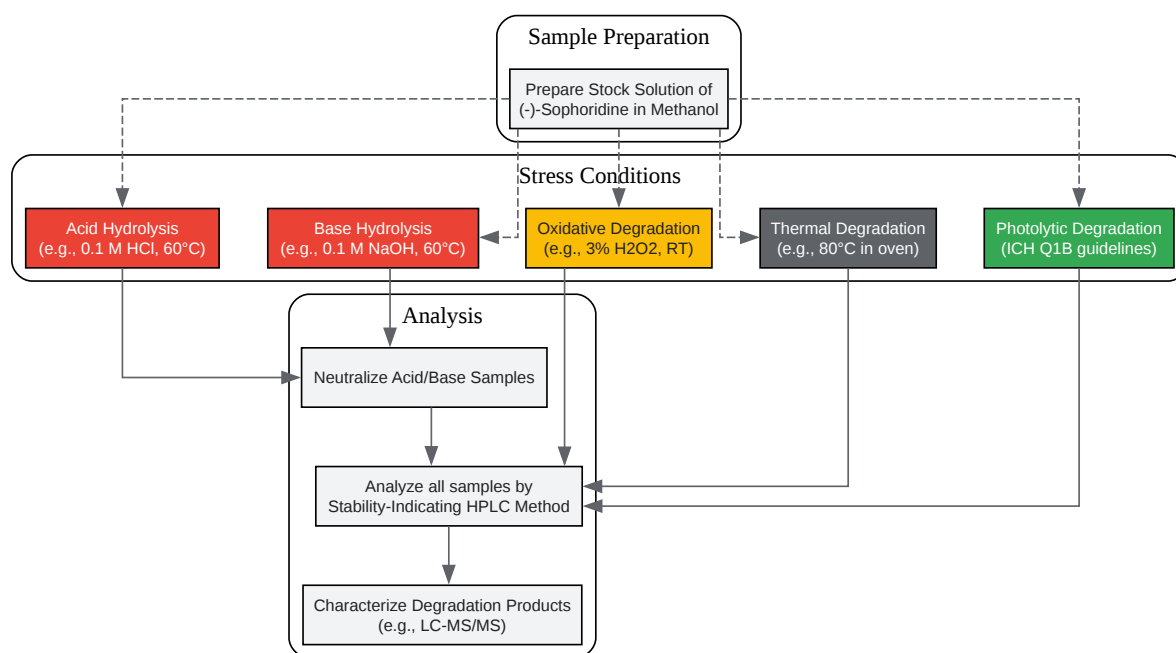 Sample Preparation
Prepare Stock Solution of
(-)-Sophoridine in Methanol
Stress Conditions
Acid Hydrolysis
(e.g., 0.1 M HCl, 60°C)
Base Hydrolysis
(e.g., 0.1 M NaOH, 60°C)
Oxidative Degradation
(e.g., 3% H2O2, RT)
Thermal Degradation
(e.g., 80°C in oven)
Photolytic Degradation
(ICH Q1B guidelines)
Analysis
Neutralize Acid/Base Samples
Analyze all samples by
Stability-Indicating HPLC Method
Characterize Degradation Products
(e.g., LC-MS/MS)